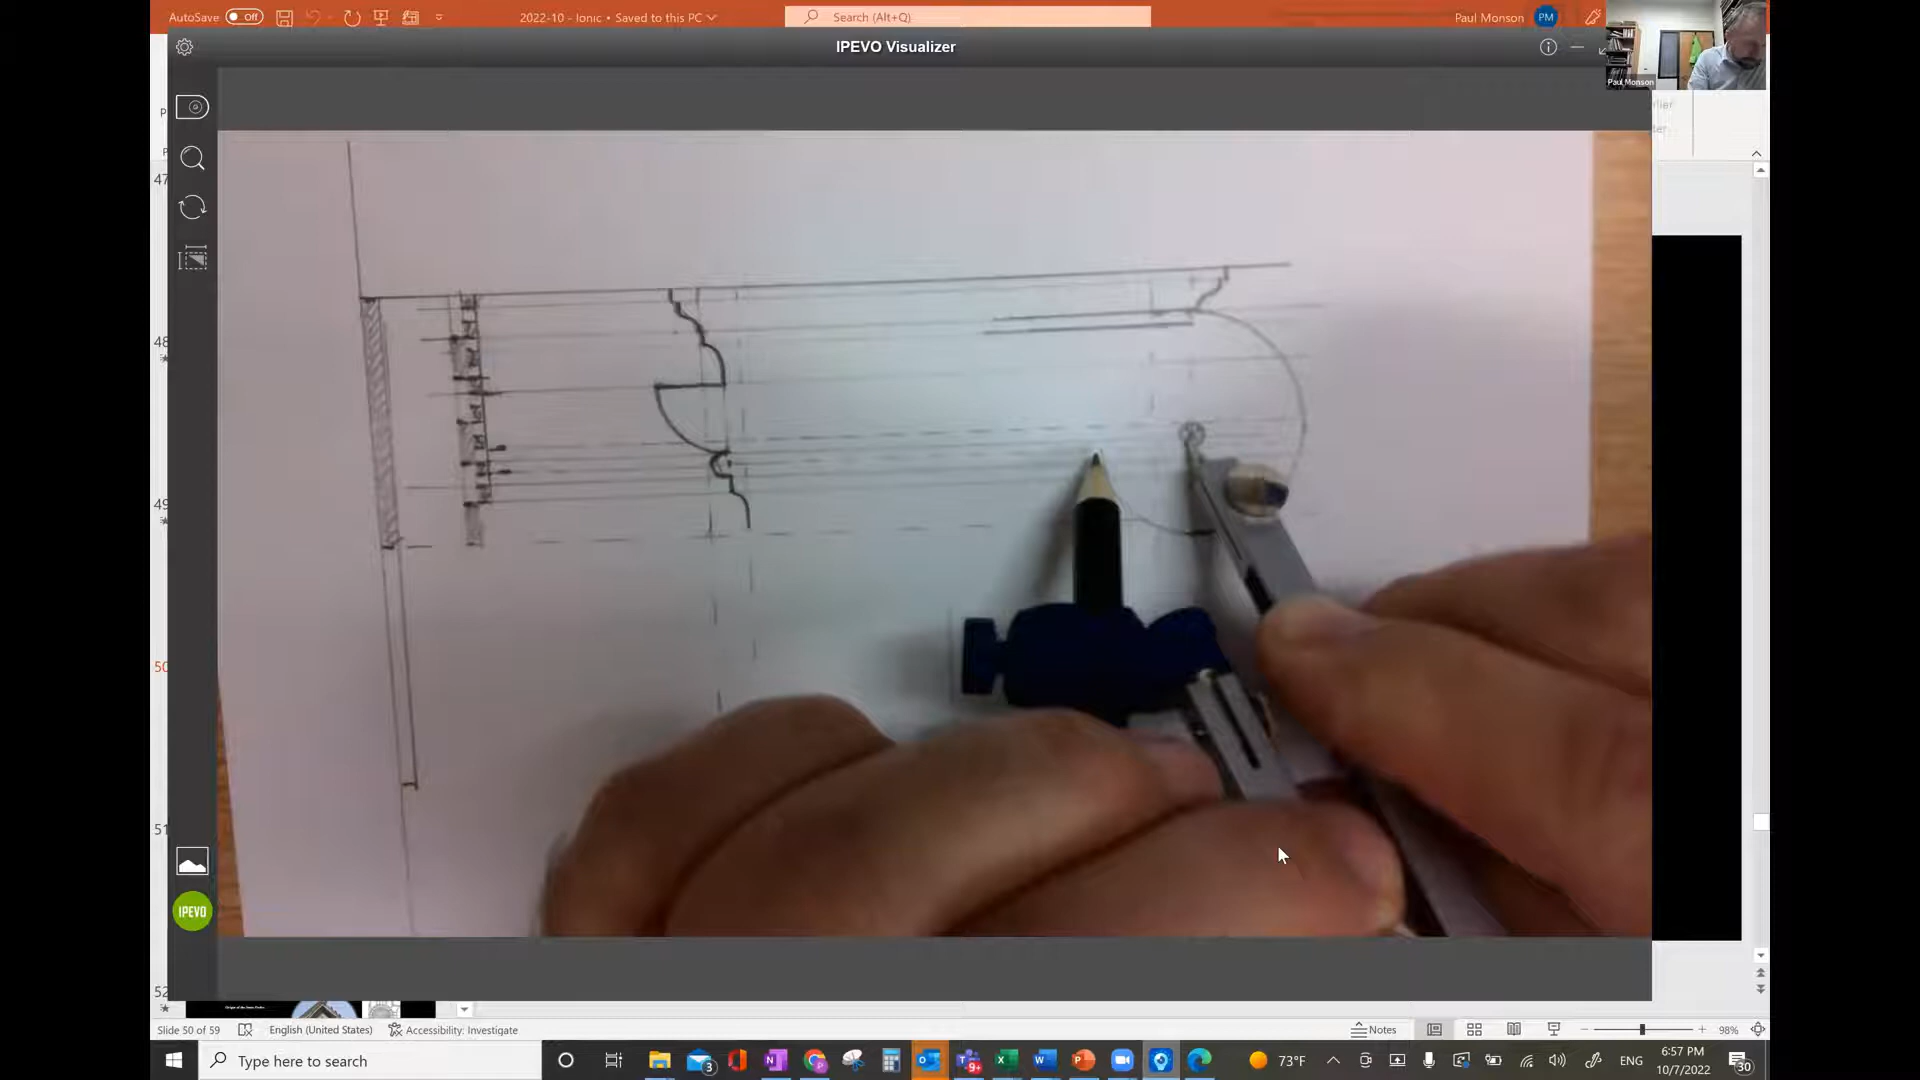 AutoSave Off
2022-10 - Ionic • Saved to this PC
Search (Alt+Q)
Paul Monson PM
IPEVO Visualizer
Paul Monson
47
48
49
50
51
52
IPEVO
Slide 50 of 59
English (United States)
Accessibility: Investigate
Notes
98%
Type here to search
3
9+
73°F
ENG
6:57 PM
10/7/2022
30